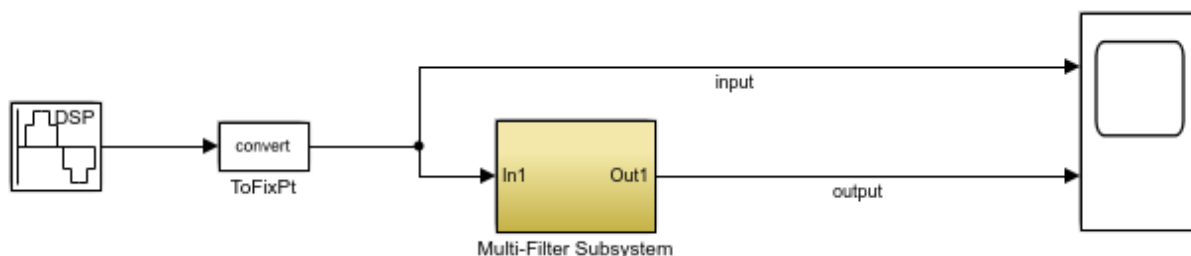 input
DSP
convert
ToFixPt
In1
Out1
output
Multi-Filter Subsystem